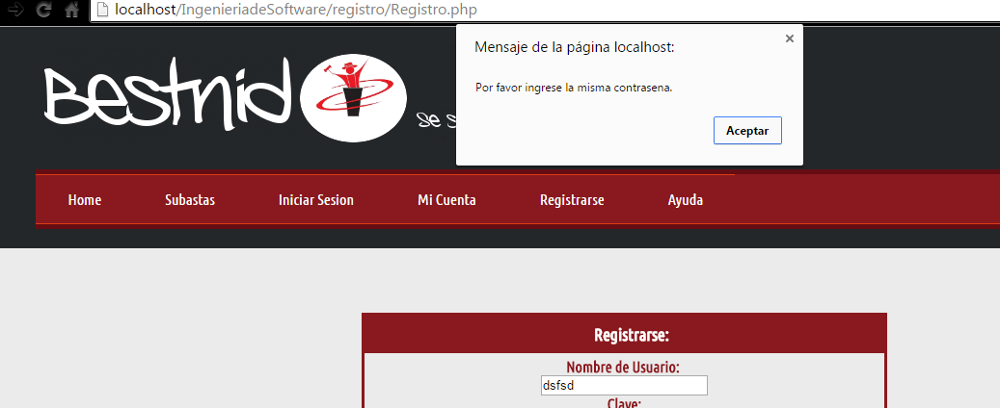 localhost/IngenieriadeSoftware/registro/Registro.php
Mensaje de la página localhost:
Por favor ingrese la misma contrasena.
Aceptar
Bestnid
se s
Home Subastas Iniciar Sesion Mi Cuenta Registrarse Ayuda
Registrarse:
Nombre de Usuario:
dsfsd
Clave: